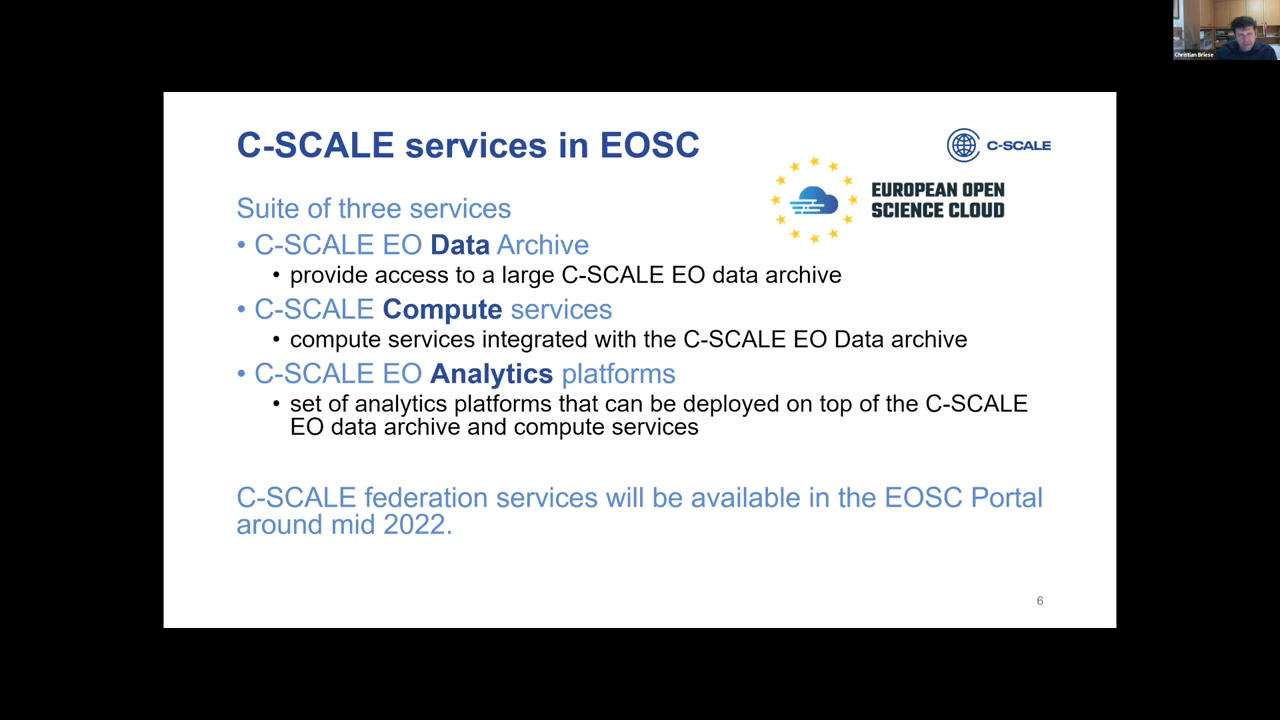 Christian Briese
C-SCALE services in EOSC
C-SCALE
EUROPEAN OPEN
SCIENCE CLOUD
Suite of three services
• C-SCALE EO Data Archive
• provide access to a large C-SCALE EO data archive
• C-SCALE Compute services
• compute services integrated with the C-SCALE EO Data archive
• C-SCALE EO Analytics platforms
• set of analytics platforms that can be deployed on top of the C-SCALE
EO data archive and compute services
C-SCALE federation services will be available in the EOSC Portal
around mid 2022.
6